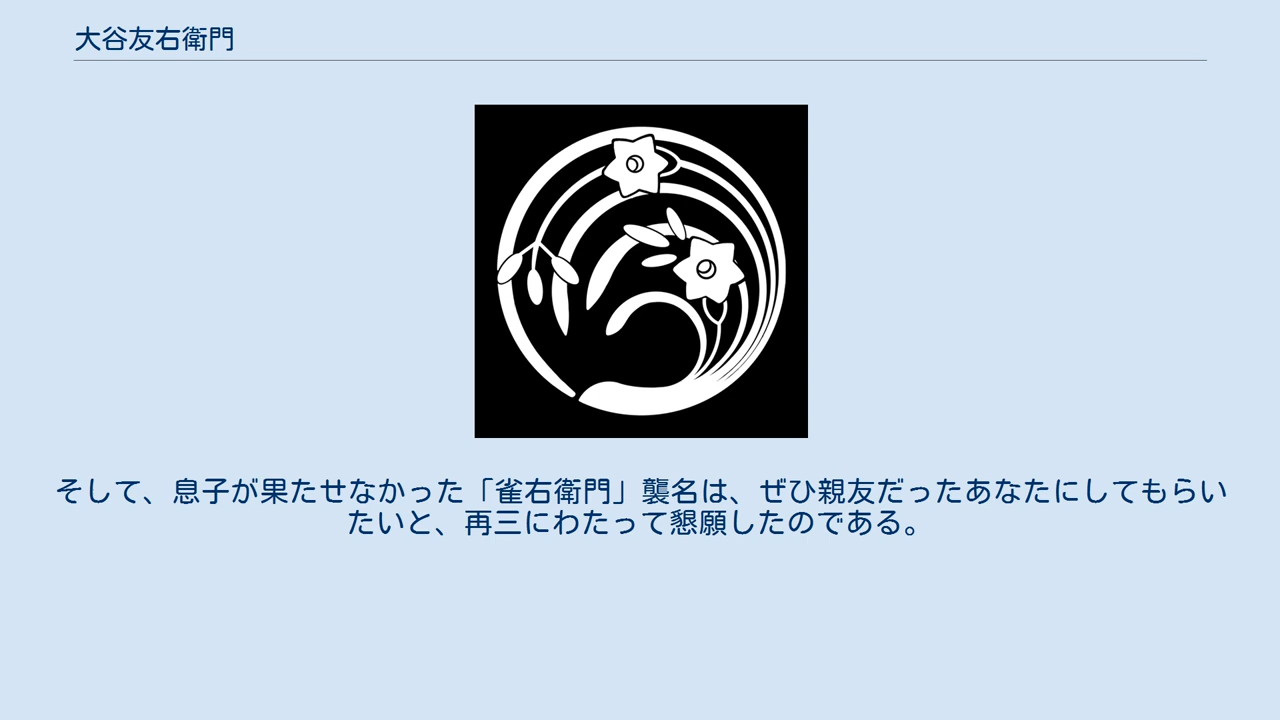 大谷友右衛門
そして、息子が果たせなかった「雀右衛門」襲名は、ぜひ親友だったあなたにしてもらい
たいと、再三にわたって懇願したのである。